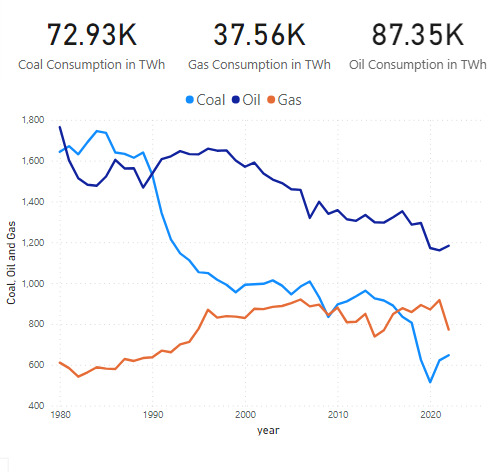 72.93K 37.56K 87.35K
Coal Consumption in TWh Gas Consumption in TWh Oil Consumption in TWh
Coal Oil Gas
1,800
1,600
1,400
1,200
1,000
800
600
400
Coal, Oil and Gas
1980 1990 2000 2010 2020
year